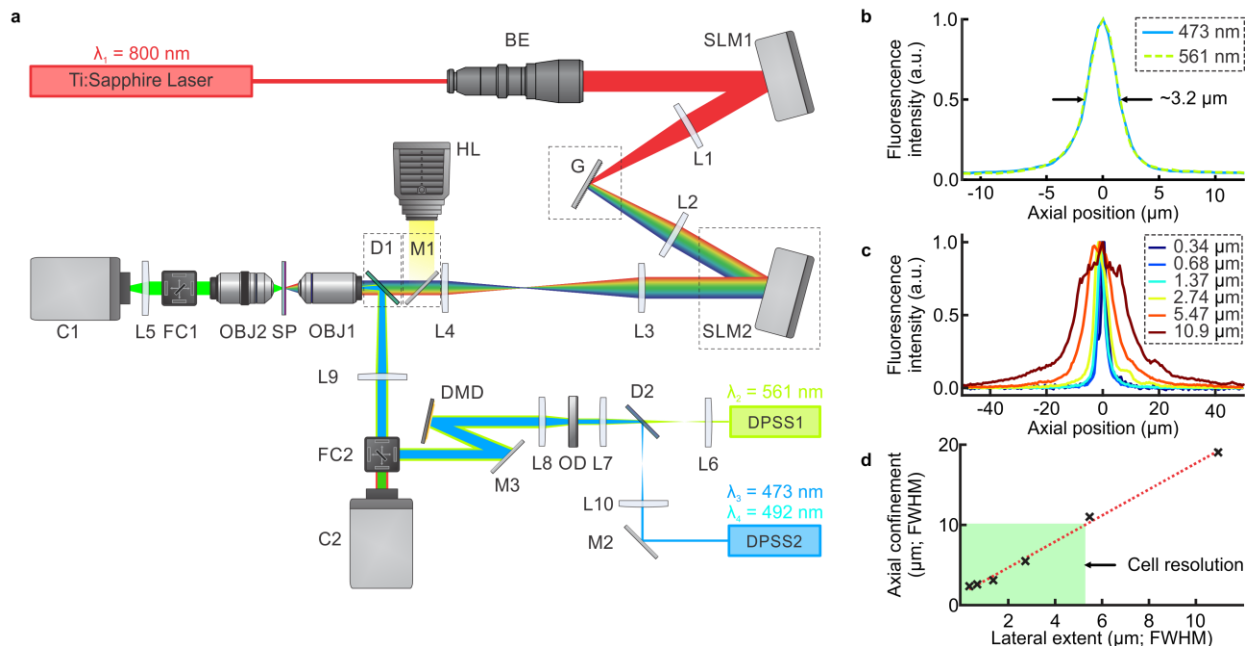 a
λ₁ = 800 nm
Ti:Sapphire Laser
BE
SLM1
L1
HL
G
L2
D1
M1
C1
L5
FC1
OBJ2
SP
OBJ1
L4
L3
SLM2
L9
DMD
D2
λ₂ = 561 nm
DPSS1
FC2
M3
L8
OD
L7
L6
L10
λ₃ = 473 nm
λ₄ = 492 nm
C2
M2
DPSS2
b
Fluoresnce
intensity (a.u.)
1.0
0.5
0.0
473 nm
561 nm
~3.2 µm
-10
-5
0
5
10
Axial position (µm)
c
Fluoresnce
intensity (a.u.)
1.0
0.5
0.0
0.34 µm
0.68 µm
1.37 µm
2.74 µm
5.47 µm
10.9 µm
-40
-20
0
20
40
Axial position (µm)
d
Axial confinement
(µm; FWHM)
20
10
0
Cell resolution
2
4
6
8
10
Lateral extent (µm; FWHM)